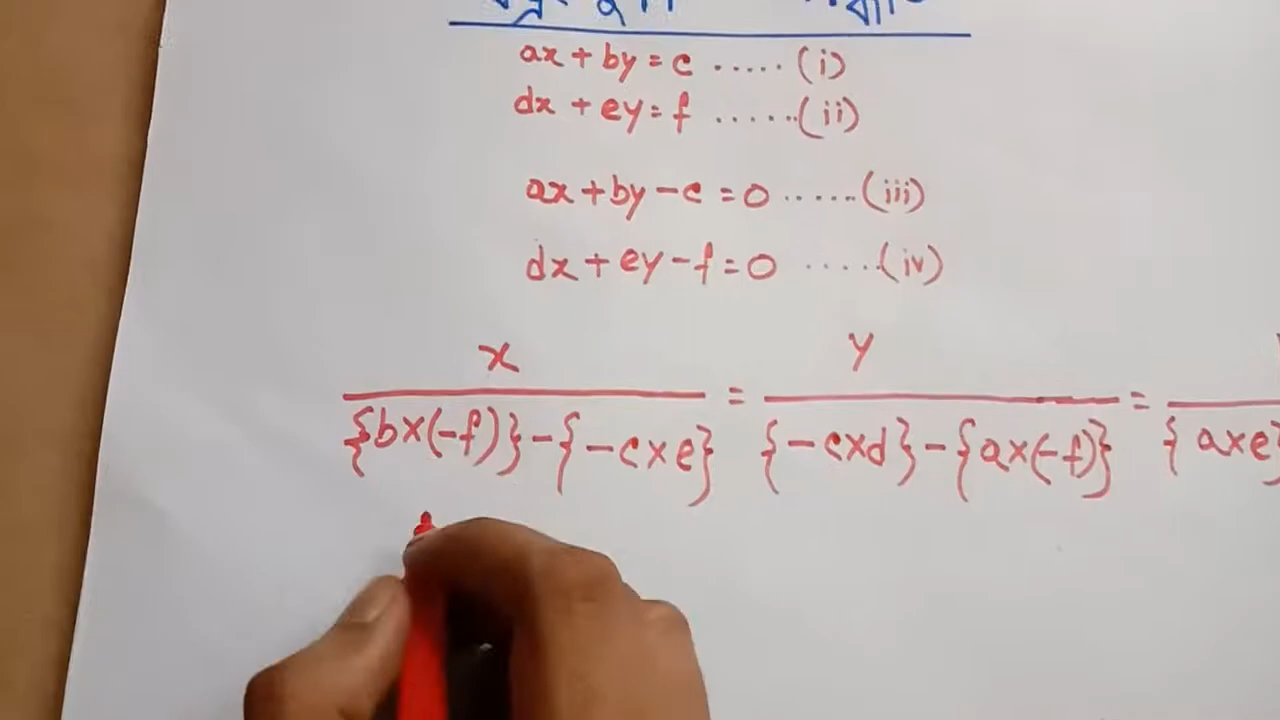 ax + by = c ..... (i)
dx + ey = f ...... (ii)
ax + by - c = 0 ...... (iii)
dx + ey - f = 0 ..... (iv)
x y
= =
{b×(-f)} - {-c×e} {-c×d} - {a×(-f)} {a×e}